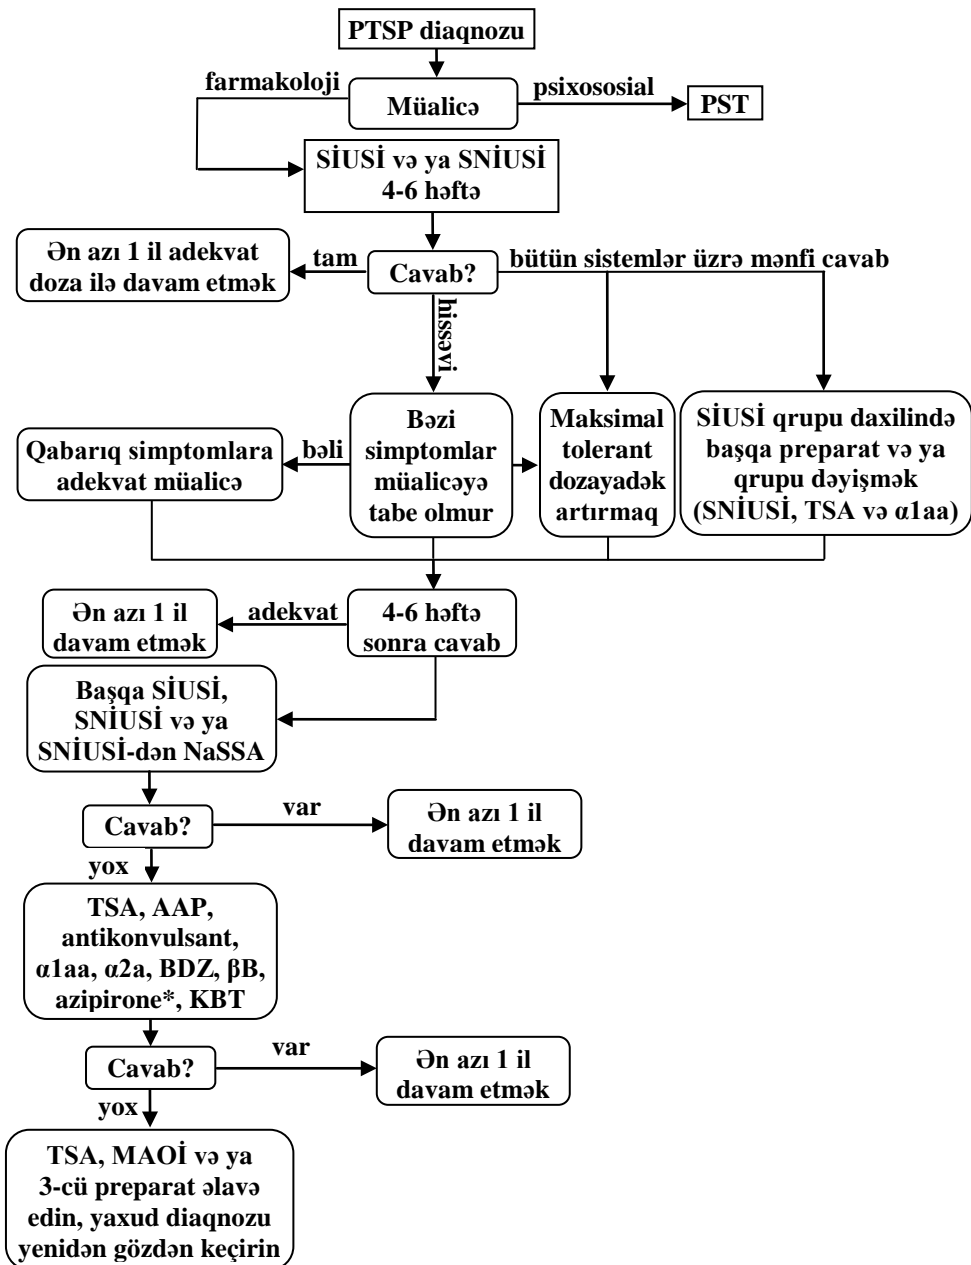 PTSP diaqnozu
farmakoloji
Müalicə
psixososial
PST
SİUSİ və ya SNİUSİ
4-6 həftə
Ən azı 1 il adekvat
doza ilə davam etmək
tam
Cavab?
bütün sistemlər üzrə mənfi cavab
hissəvi
Qabarıq simptomlara
adekvat müalicə
bəli
Bəzi
simptomlar
müalicəyə
tabe olmur
Maksimal
tolerant
dozayadək
artırmaq
SİUSİ qrupu daxilində
başqa preparat və ya
qrupu dəyişmək
(SNİUSİ, TSA və α1aa)
Ən azı 1 il
davam etmək
adekvat
4-6 həftə
sonra cavab
Başqa SİUSİ,
SNİUSİ və ya
SNİUSİ-dən NaSSA
Cavab?
var
Ən azı 1 il
davam etmək
yox
TSA, AAP,
antikonvulsant,
α1aa, α2a, BDZ, βB,
azipirone*, KBT
Cavab?
var
Ən azı 1 il
davam etmək
yox
TSA, MAOİ və ya
3-cü preparat əlavə
edin, yaxud diaqnozu
yenidən gözdən keçirin